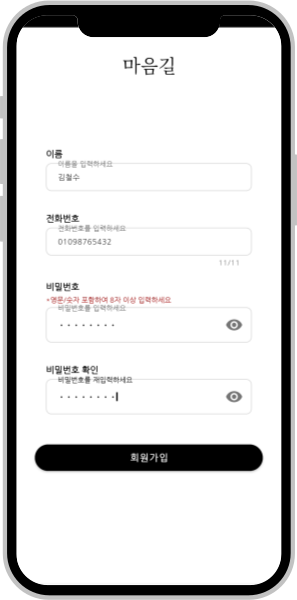 마음길
이름
이름을 입력하세요
김철수
전화번호
전화번호를 입력하세요
01098765432
11/11
비밀번호
*영문/숫자 포함하여 8자 이상 입력하세요
비밀번호를 입력하세요
비밀번호 확인
비밀번호를 재입력하세요
회원가입